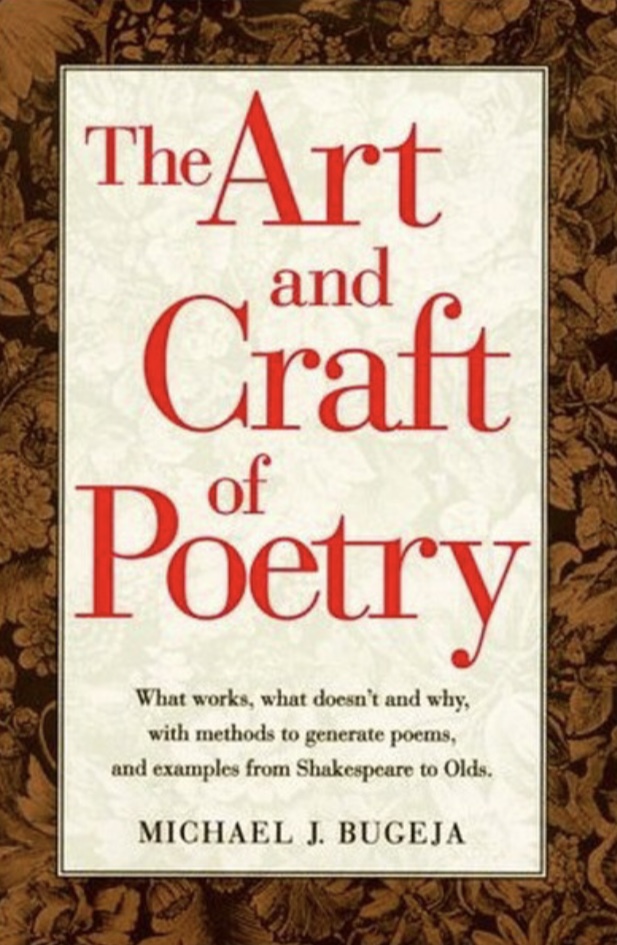 The Art
and
Craft
of
Poetry
What works, what doesn't and why,
with methods to generate poems,
and examples from Shakespeare to Olds.
MICHAEL J. BUGEJA